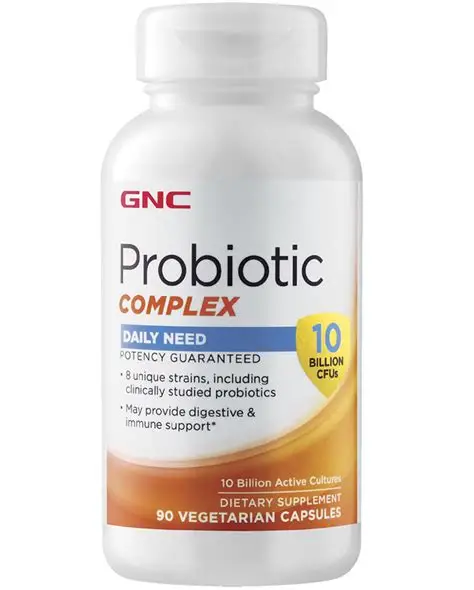 GNC
Probiotic
COMPLEX
DAILY NEED
POTENCY GUARANTEED
• 8 unique strains, including
clinically studied probiotics
• May provide digestive &
immune support*
10
BILLION
CFUs
10 Billion Active Cultures
DIETARY SUPPLEMENT
90 VEGETARIAN CAPSULES